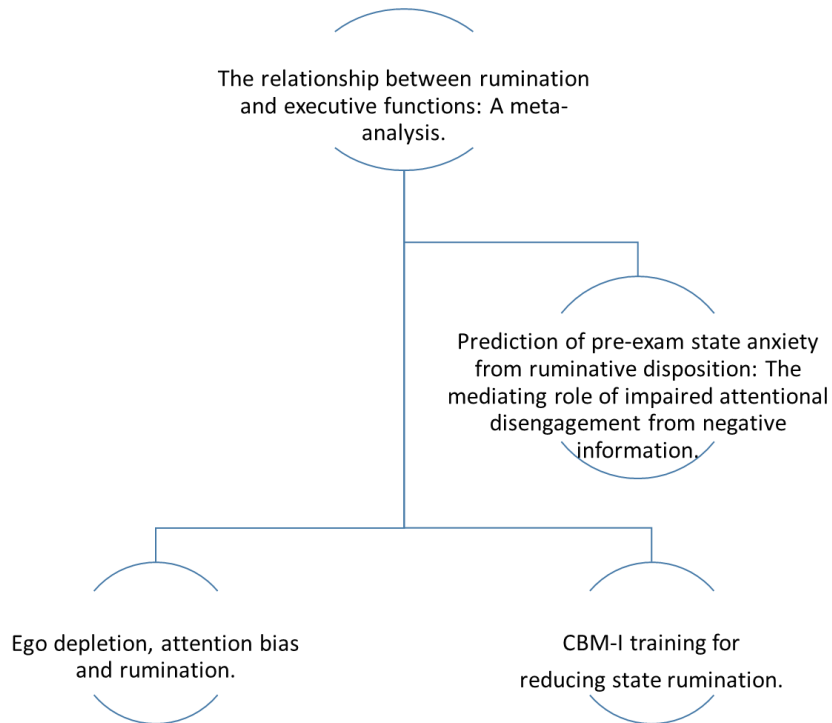 The relationship between rumination
and executive functions: A meta-
analysis.
Prediction of pre-exam state anxiety
from ruminative disposition: The
mediating role of impaired attentional
disengagement from negative
information.
Ego depletion, attention bias
and rumination.
CBM-I training for
reducing state rumination.